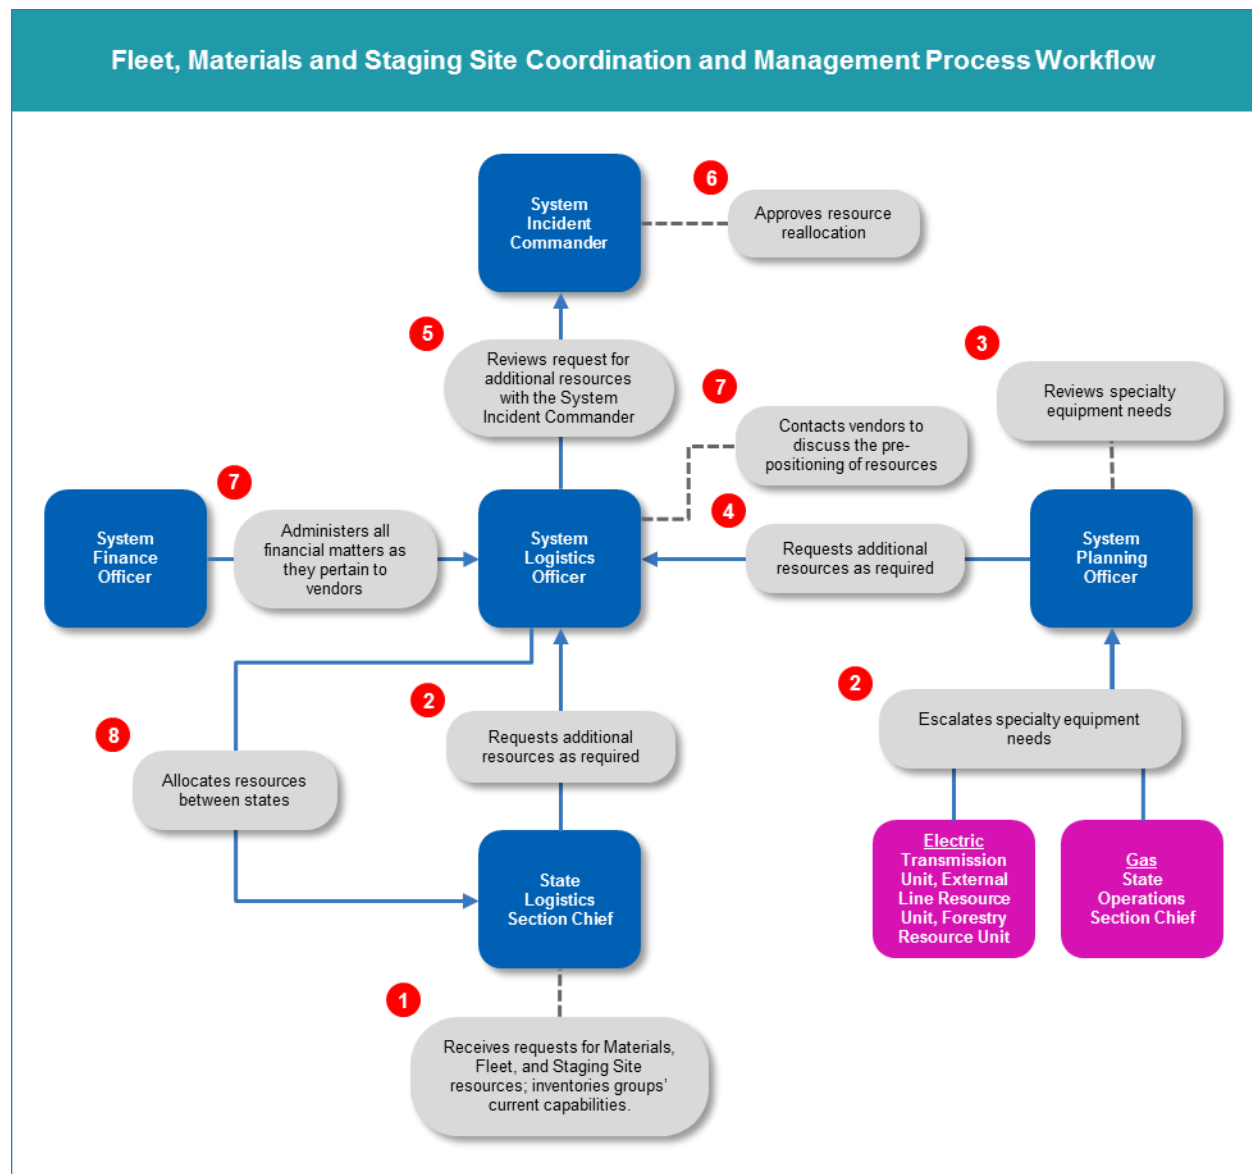 Fleet, Materials and Staging Site Coordination and Management Process Workflow
6
System
Incident
Commander
Approves resource
reallocation
5
Reviews request for
additional resources
with the System
Incident Commander
3
Reviews specialty
equipment needs
7
Contacts vendors to
discuss the pre-
positioning of resources
7
System
Finance
Officer
Administers all
financial matters as
they pertain to
vendors
System
Logistics
Officer
4
Requests additional
resources as required
System
Planning
Officer
2
Requests additional
resources as required
2
Escalates specialty equipment
needs
8
Allocates resources
between states
State
Logistics
Section Chief
Electric
Transmission
Unit, External
Line Resource
Unit, Forestry
Resource Unit
Gas
State
Operations
Section Chief
1
Receives requests for Materials,
Fleet, and Staging Site
resources; inventories groups'
current capabilities.